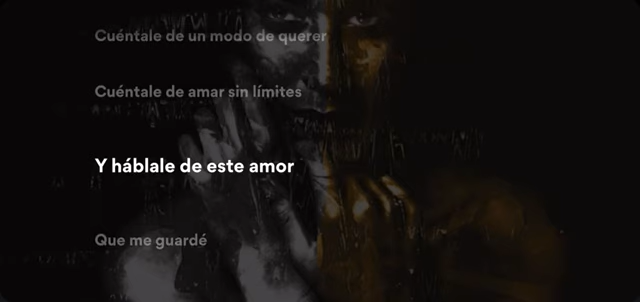 Cuéntale de un modo de querer
Cuéntale de amar sin límites
Y háblale de este amor
Que me guardé